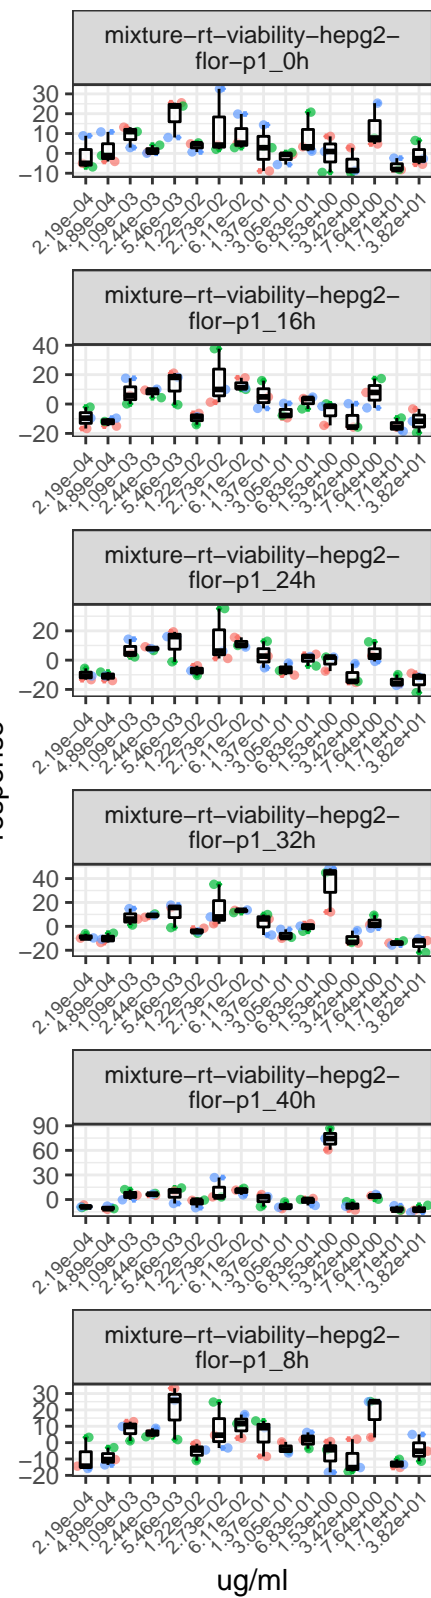 mixture−rt−viability−hepg2−
flor−p1_0h
30
20
10
0
−10
2.19e−04
4.89e−04
1.09e−03
2.44e−03
5.46e−03
1.22e−02
2.73e−02
6.11e−02
1.37e−01
3.05e−01
6.83e−01
1.53e+00
3.42e+00
7.64e+00
1.71e+01
3.82e+01
mixture−rt−viability−hepg2−
flor−p1_16h
40
20
0
−20
2.19e−04
4.89e−04
1.09e−03
2.44e−03
5.46e−03
1.22e−02
2.73e−02
6.11e−02
1.37e−01
3.05e−01
6.83e−01
1.53e+00
3.42e+00
7.64e+00
1.71e+01
3.82e+01
mixture−rt−viability−hepg2−
flor−p1_24h
20
0
−20
2.19e−04
4.89e−04
1.09e−03
2.44e−03
5.46e−03
1.22e−02
2.73e−02
6.11e−02
1.37e−01
3.05e−01
6.83e−01
1.53e+00
3.42e+00
7.64e+00
1.71e+01
3.82e+01
mixture−rt−viability−hepg2−
flor−p1_32h
40
20
0
−20
2.19e−04
4.89e−04
1.09e−03
2.44e−03
5.46e−03
1.22e−02
2.73e−02
6.11e−02
1.37e−01
3.05e−01
6.83e−01
1.53e+00
3.42e+00
7.64e+00
1.71e+01
3.82e+01
mixture−rt−viability−hepg2−
flor−p1_40h
90
60
30
0
2.19e−04
4.89e−04
1.09e−03
2.44e−03
5.46e−03
1.22e−02
2.73e−02
6.11e−02
1.37e−01
3.05e−01
6.83e−01
1.53e+00
3.42e+00
7.64e+00
1.71e+01
3.82e+01
mixture−rt−viability−hepg2−
flor−p1_8h
30
20
10
0
−10
−20
2.19e−04
4.89e−04
1.09e−03
2.44e−03
5.46e−03
1.22e−02
2.73e−02
6.11e−02
1.37e−01
3.05e−01
6.83e−01
1.53e+00
3.42e+00
7.64e+00
1.71e+01
3.82e+01
ug/ml